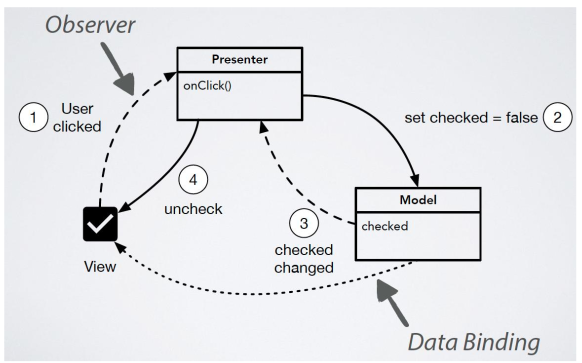 Observer
Presenter
onClick()
1
User
clicked
set checked = false
2
4
uncheck
Model
checked
3
checked
changed
View
Data Binding